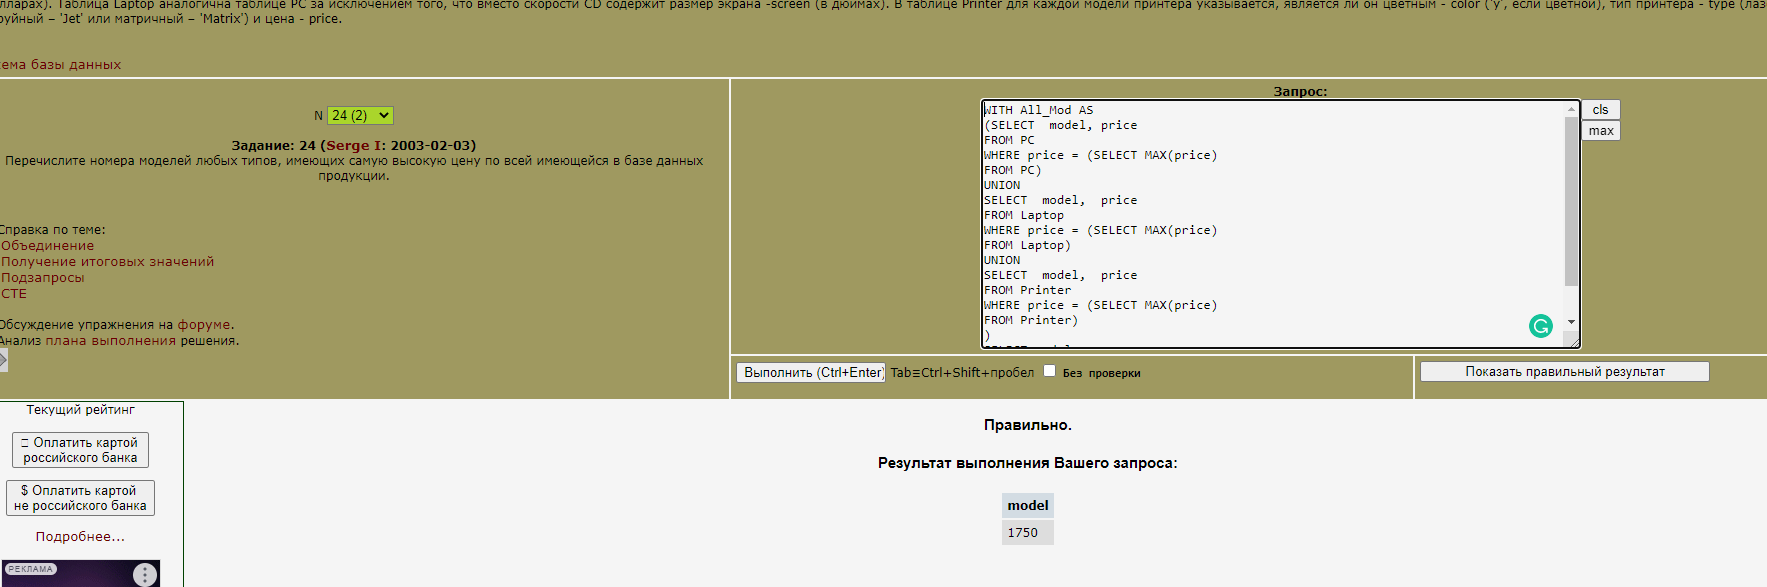 лларах). Таблица Laptop аналогична таблице РС за исключением того, что вместо скорости CD содержит размер экрана -screen (в дюймах). В таблице Printer для каждой модели принтера указывается, является ли он цветным - color ('y', если цветной), тип принтера - type (лаз
руйный – 'Jet' или матричный – 'Matrix') и цена - price.
ема базы данных
N 24 (2)
Задание: 24 (Serge I: 2003-02-03)
Перечислите номера моделей любых типов, имеющих самую высокую цену по всей имеющейся в базе данных
продукции.
Справка по теме:
Объединение
Получение итоговых значений
Подзапросы
CTE
Обсуждение упражнения на форуме.
Анализ плана выполнения решения.
Запрос:
WITH All_Mod AS
(SELECT  model, price
FROM PC
WHERE price = (SELECT MAX(price)
FROM PC)
UNION
SELECT  model,  price
FROM Laptop
WHERE price = (SELECT MAX(price)
FROM Laptop)
UNION
SELECT  model,  price
FROM Printer
WHERE price = (SELECT MAX(price)
FROM Printer)
)
cls
max
Выполнить (Ctrl+Enter) Tab≡Ctrl+Shift+пробел Без проверки
Показать правильный результат
Текущий рейтинг
Оплатить картой
российского банка
$ Оплатить картой
не российского банка
Подробнее...
РЕКЛАМА
Правильно.
Результат выполнения Вашего запроса:
model
1750